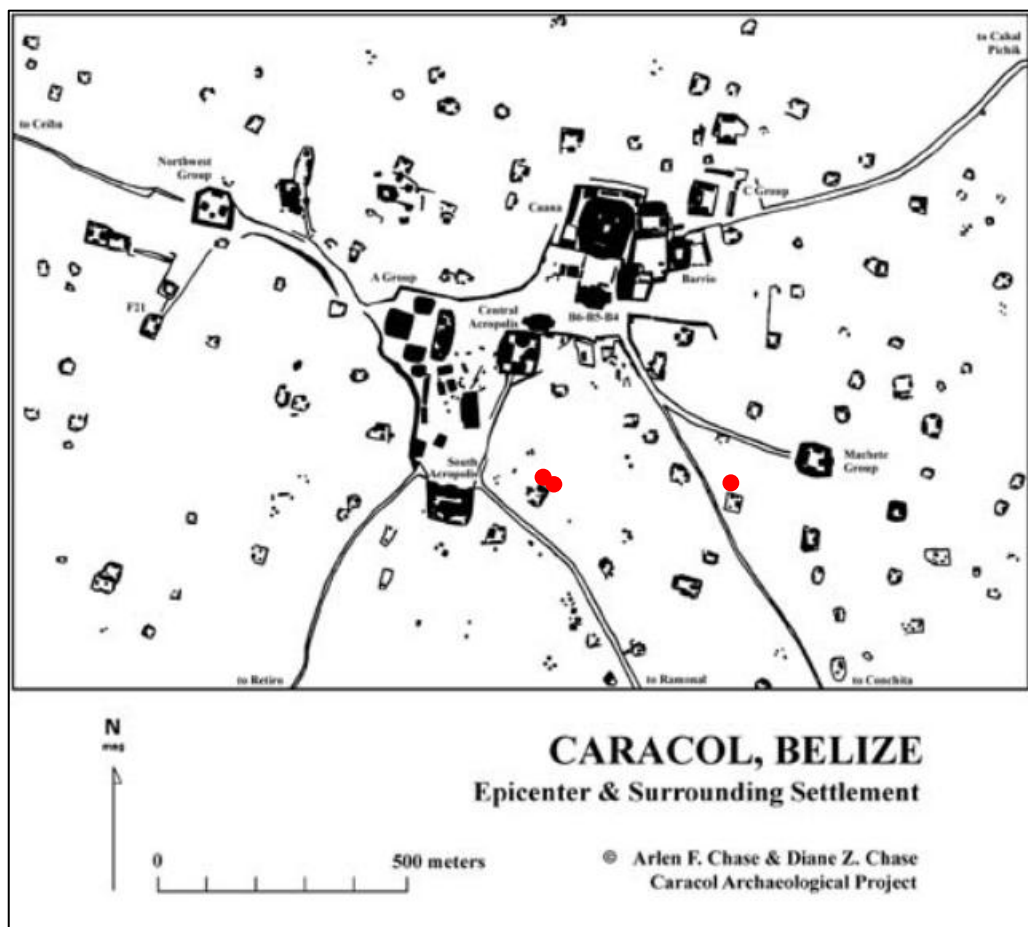 to Cahal
Pichik
to Ceiba
Northwest
Group
C Group
Caana
A Group
Barrio
F21
Central
Acropolis
B6-B5-B4
South
Acropolis
Machete
Group
to Retiro
to Ramonal
to Conchita
N
mag
CARACOL, BELIZE
Epicenter & Surrounding Settlement
0
500 meters
© Arlen F. Chase & Diane Z. Chase
Caracol Archaeological Project